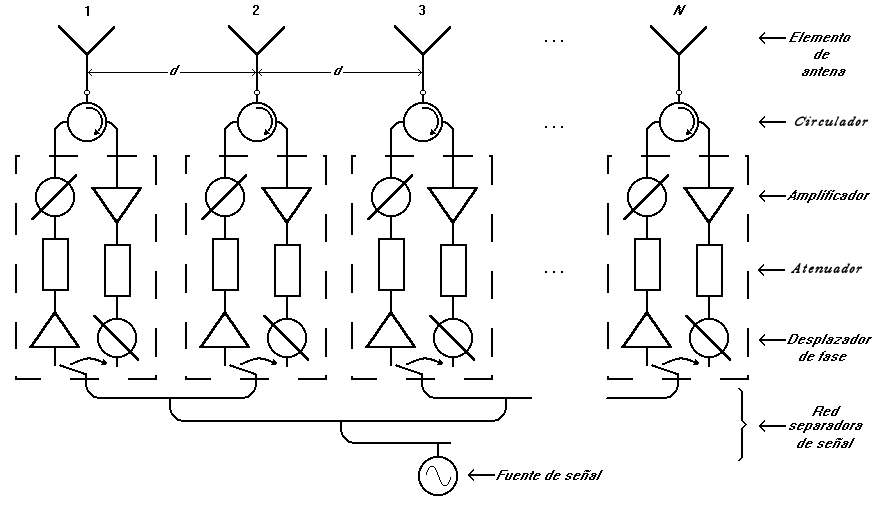 1 2 3 N
Elemento
de
antena
d d
Circulador
Amplificador
Atenuador
Desplazador
de fase
Red
separadora
de señal
Fuente de señal